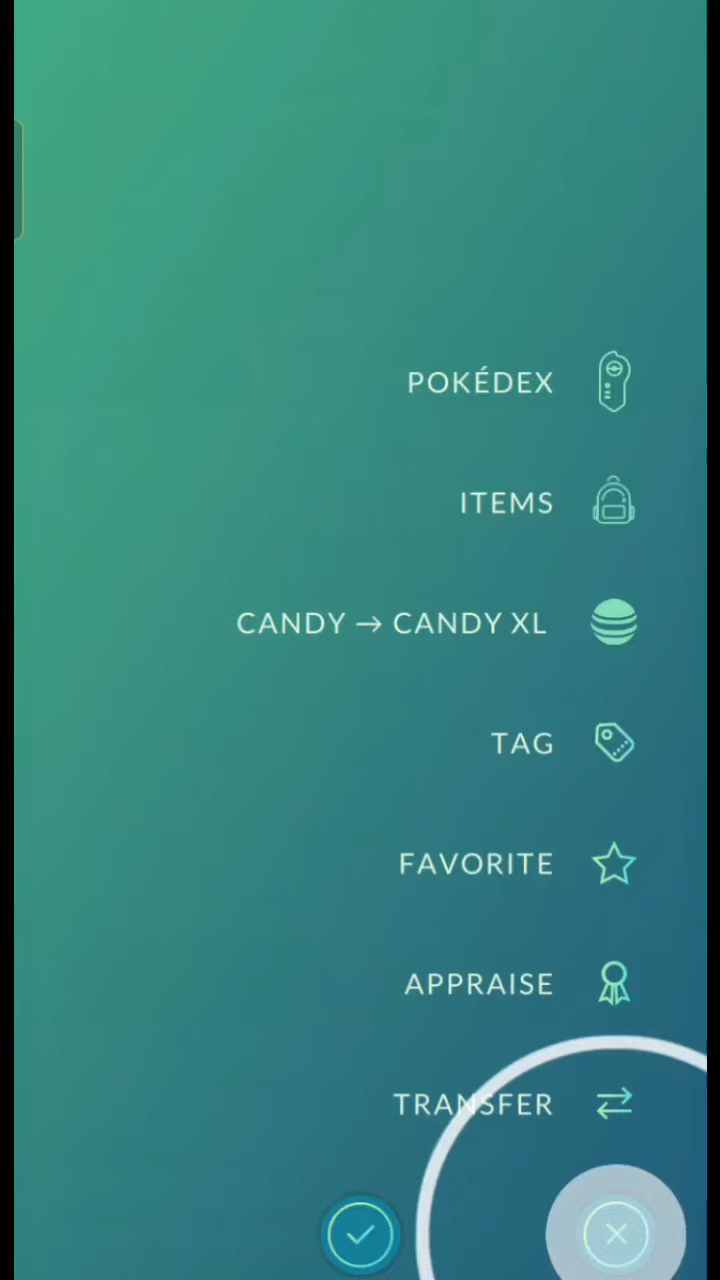 POKÉDEX
ITEMS
CANDY → CANDY XL
TAG
FAVORITE
APPRAISE
TRANSFER